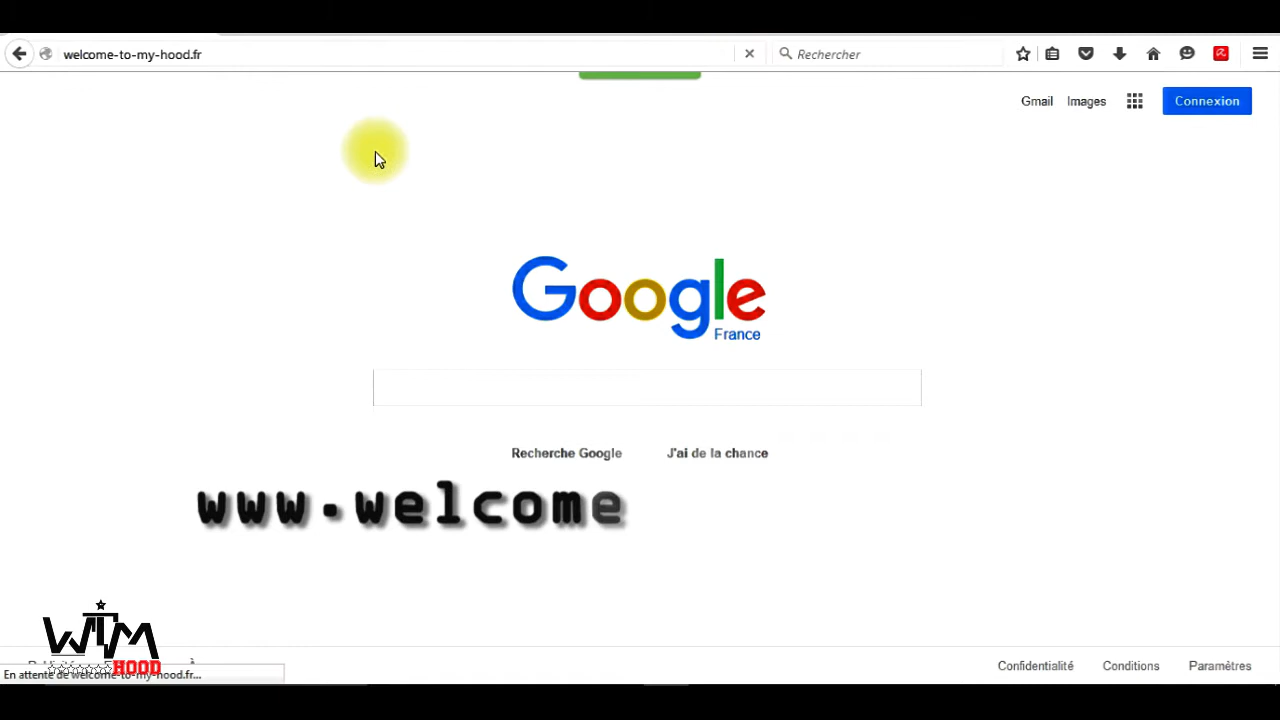 welcome-to-my-hood.fr
Rechercher
Gmail Images Connexion
Google
France
Recherche Google J'ai de la chance
www.welcome
WTM
HOOD
En attente de welcome-to-my-hood.fr...
Confidentialité Conditions Paramètres